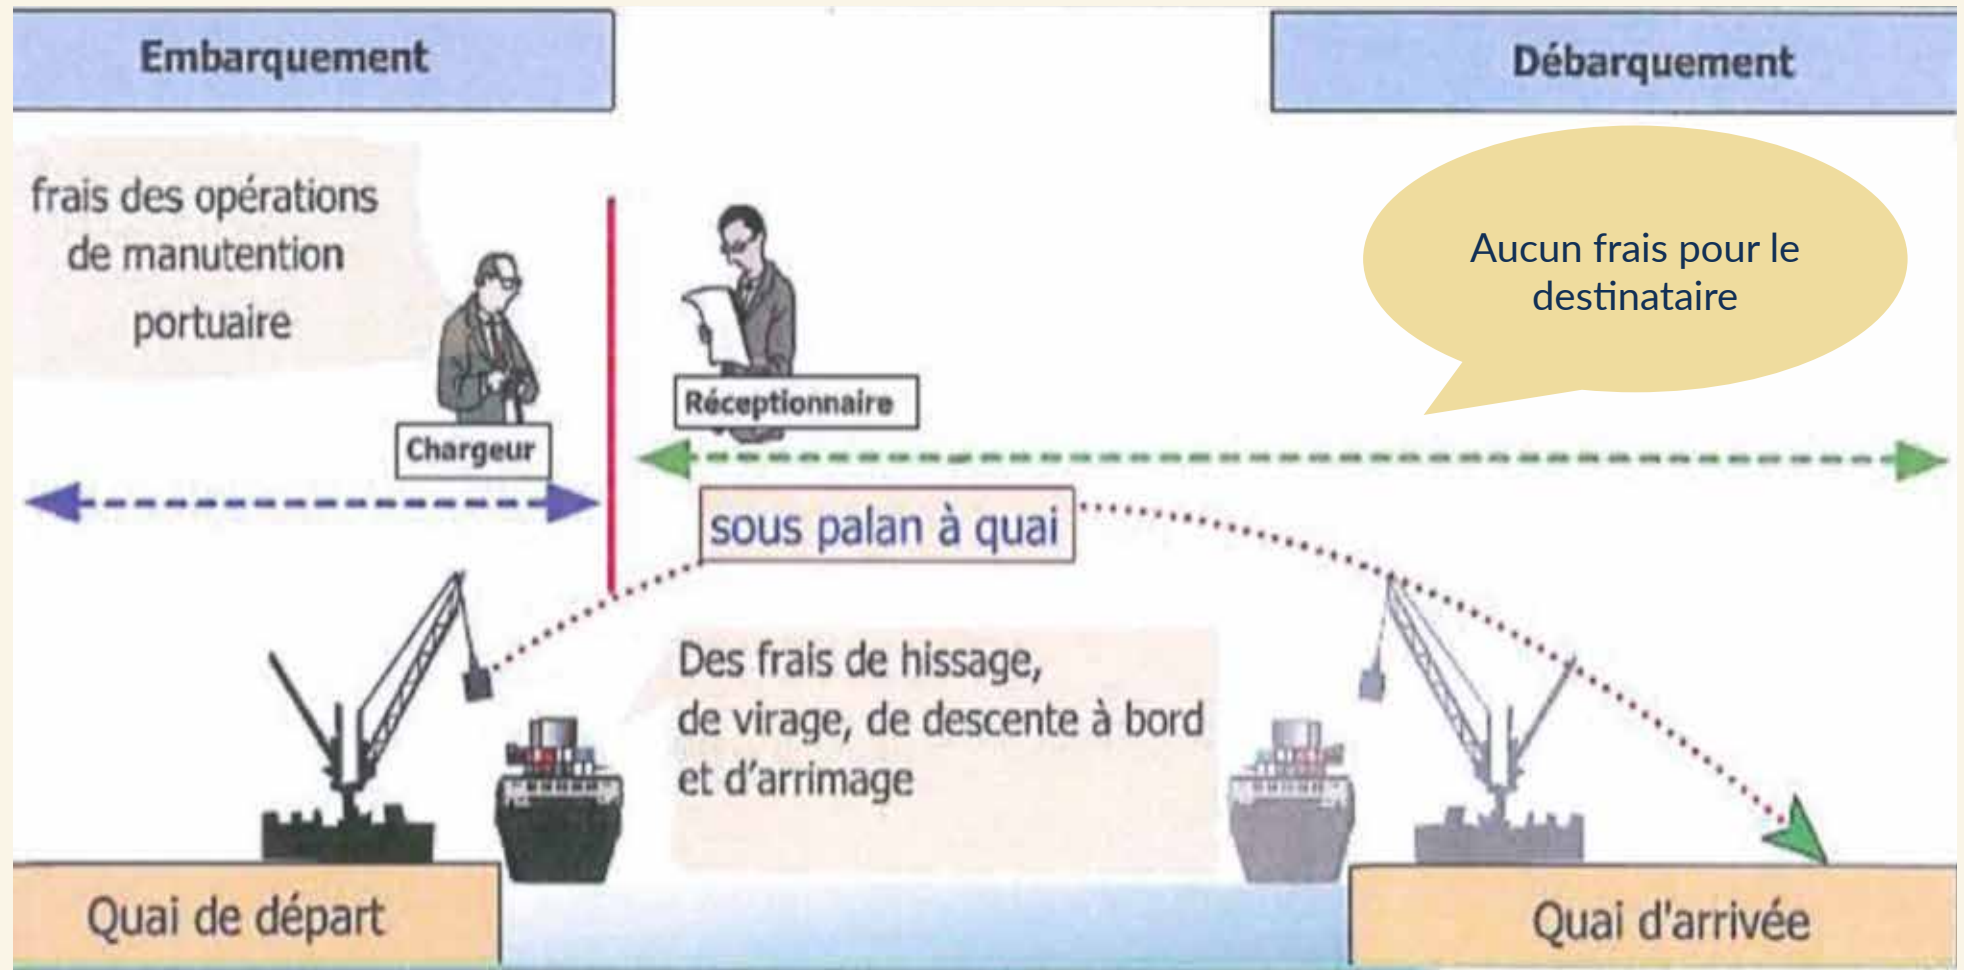 Embarquement
Débarquement
frais des opérations
de manutention
portuaire
Aucun frais pour le
destinataire
Réceptionnaire
Chargeur
sous palan à quai
Des frais de hissage,
de virage, de descente à bord
et d'arrimage
Quai de départ
Quai d'arrivée